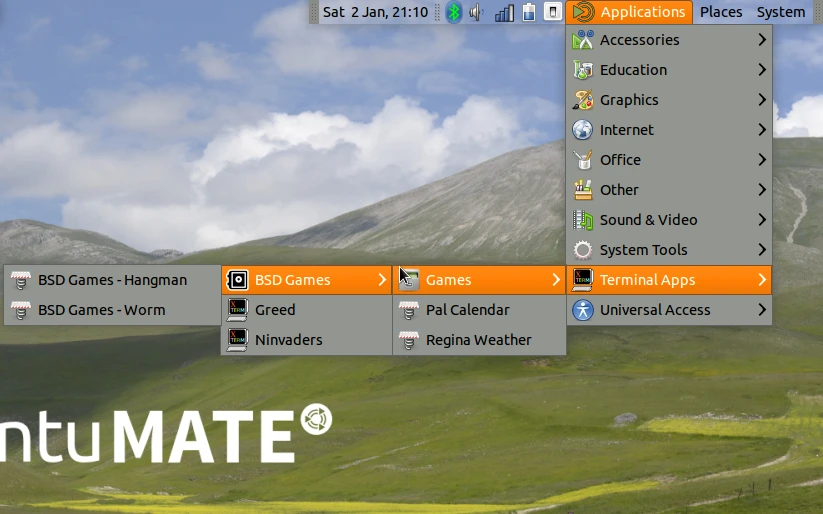 Sat 2 Jan, 21:10
Applications
Places
System
Accessories
Education
Graphics
Internet
Office
Other
Sound & Video
System Tools
Terminal Apps
Universal Access
Games
Pal Calendar
Regina Weather
BSD Games
Greed
Ninvaders
BSD Games - Hangman
BSD Games - Worm
ntuMATE